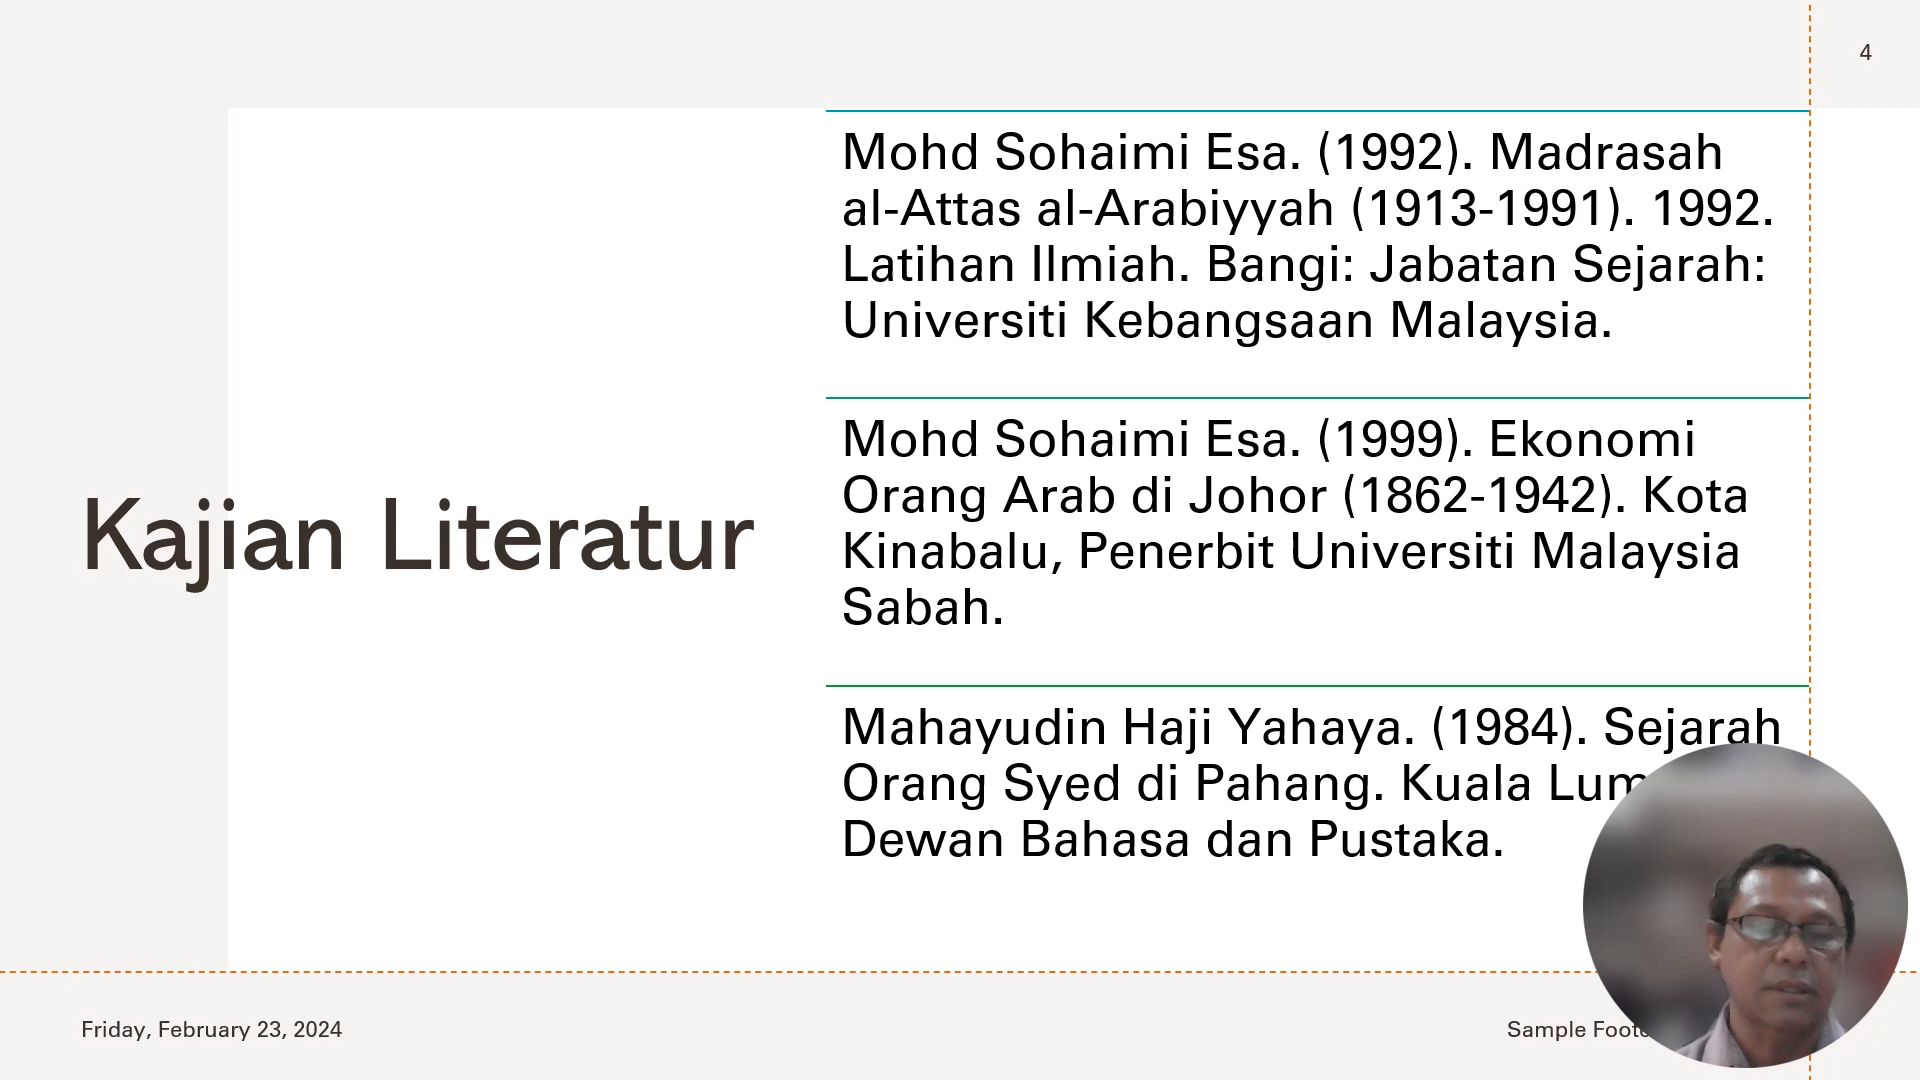 4
Mohd Sohaimi Esa. (1992). Madrasah
al-Attas al-Arabiyyah (1913-1991). 1992.
Latihan Ilmiah. Bangi: Jabatan Sejarah:
Universiti Kebangsaan Malaysia.
Kajian Literatur
Mohd Sohaimi Esa. (1999). Ekonomi
Orang Arab di Johor (1862-1942). Kota
Kinabalu, Penerbit Universiti Malaysia
Sabah.
Mahayudin Haji Yahaya. (1984). Sejarah
Orang Syed di Pahang. Kuala
Dewan Bahasa dan Pustaka.
Friday, February 23, 2024
Sample